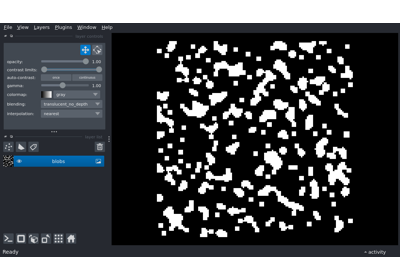 File View Layers Plugins Window Help
opacity: 1.00
contrast limits:
auto-contrast: once continuous
gamma: 1.00
colormap: gray
blending: translucent_no_depth
interpolation: nearest
blobs
Ready
activity